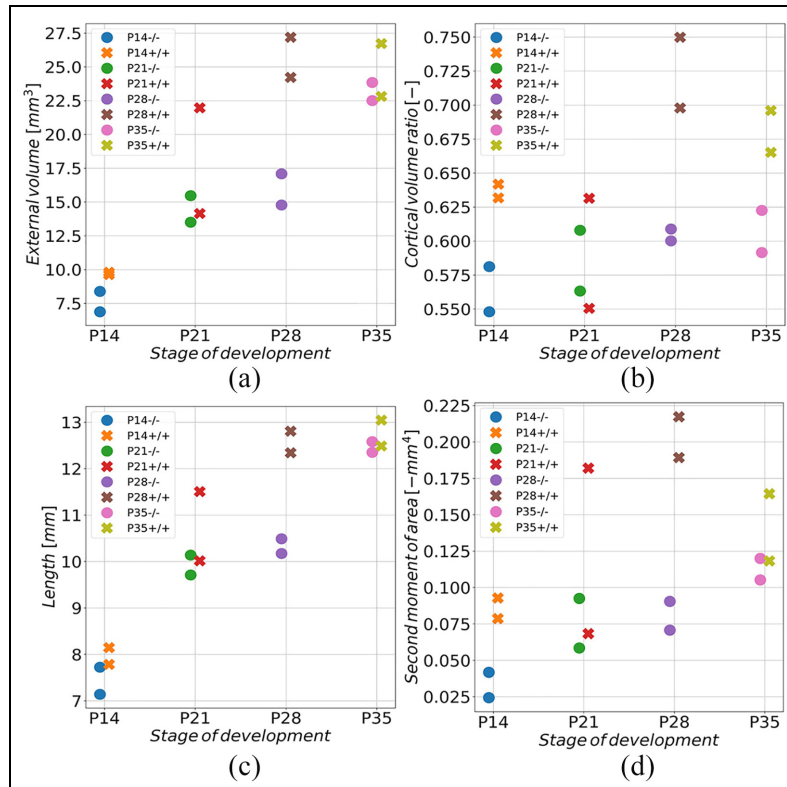 External volume [mm³]
27.5
25.0
22.5
20.0
17.5
15.0
12.5
10.0
7.5
P14-/-
P14+/+
P21-/-
P21+/+
P28-/-
P28+/+
P35-/-
P35+/+
P14 P21 P28 P35
Stage of development
(a)
Cortical volume ratio [−]
0.750
0.725
0.700
0.675
0.650
0.625
0.600
0.575
0.550
P14-/-
P14+/+
P21-/-
P21+/+
P28-/-
P28+/+
P35-/-
P35+/+
P14 P21 P28 P35
Stage of development
(b)
Length [mm]
13
12
11
10
9
8
7
P14-/-
P14+/+
P21-/-
P21+/+
P28-/-
P28+/+
P35-/-
P35+/+
P14 P21 P28 P35
Stage of development
(c)
Second moment of area [−mm⁴]
0.225
0.200
0.175
0.150
0.125
0.100
0.075
0.050
0.025
P14-/-
P14+/+
P21-/-
P21+/+
P28-/-
P28+/+
P35-/-
P35+/+
P14 P21 P28 P35
Stage of development
(d)